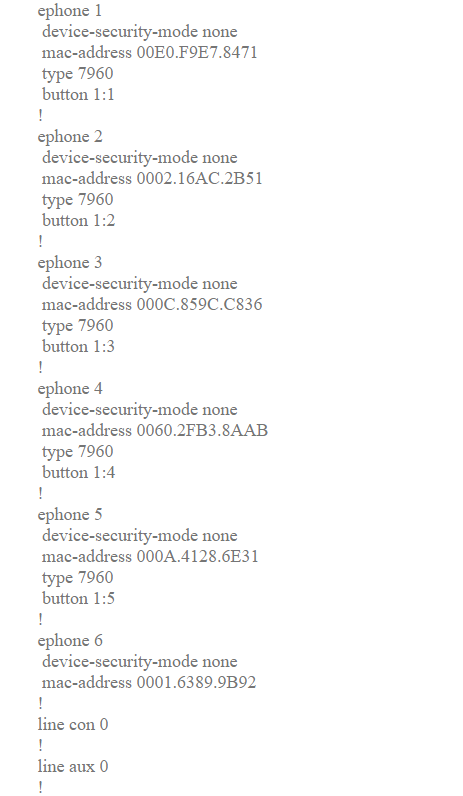 ephone 1
device-security-mode none
mac-address 00E0.F9E7.8471
type 7960
button 1:1
!
ephone 2
device-security-mode none
mac-address 0002.16AC.2B51
type 7960
button 1:2
!
ephone 3
device-security-mode none
mac-address 000C.859C.C836
type 7960
button 1:3
!
ephone 4
device-security-mode none
mac-address 0060.2FB3.8AAB
type 7960
button 1:4
!
ephone 5
device-security-mode none
mac-address 000A.4128.6E31
type 7960
button 1:5
!
ephone 6
device-security-mode none
mac-address 0001.6389.9B92
!
line con 0
!
line aux 0
!